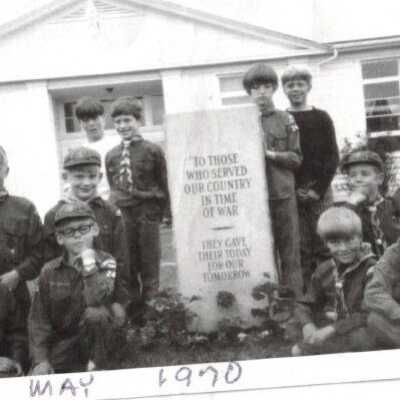 "TO THOSE
WHO SERVED
OUR COUNTRY
IN TIME
OF WAR
THEY GAVE
THEIR TODAY
FOR OUR
TOMORROW
MAY 1970